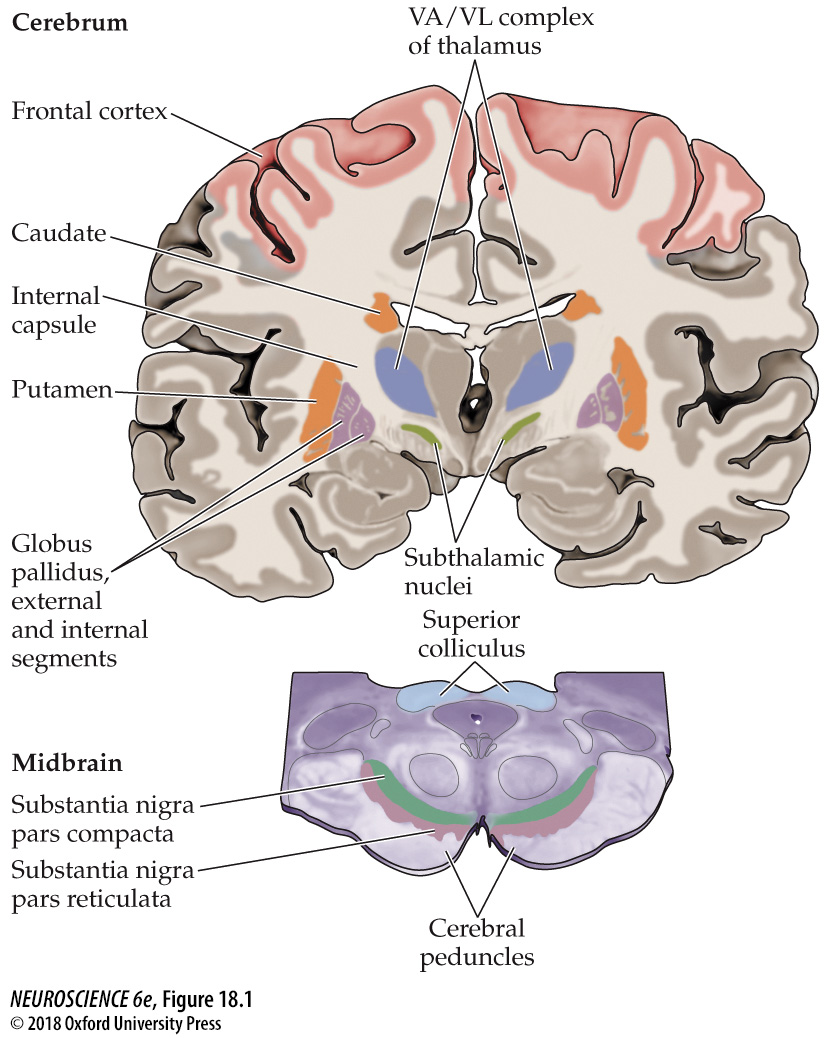 Cerebrum
VA/VL complex
of thalamus
Frontal cortex
Caudate
Internal
capsule
Putamen
Globus
pallidus,
external
and internal
segments
Subthalamic
nuclei
Superior
colliculus
Midbrain
Substantia nigra
pars compacta
Substantia nigra
pars reticulata
Cerebral
peduncles
NEUROSCIENCE 6e, Figure 18.1
© 2018 Oxford University Press